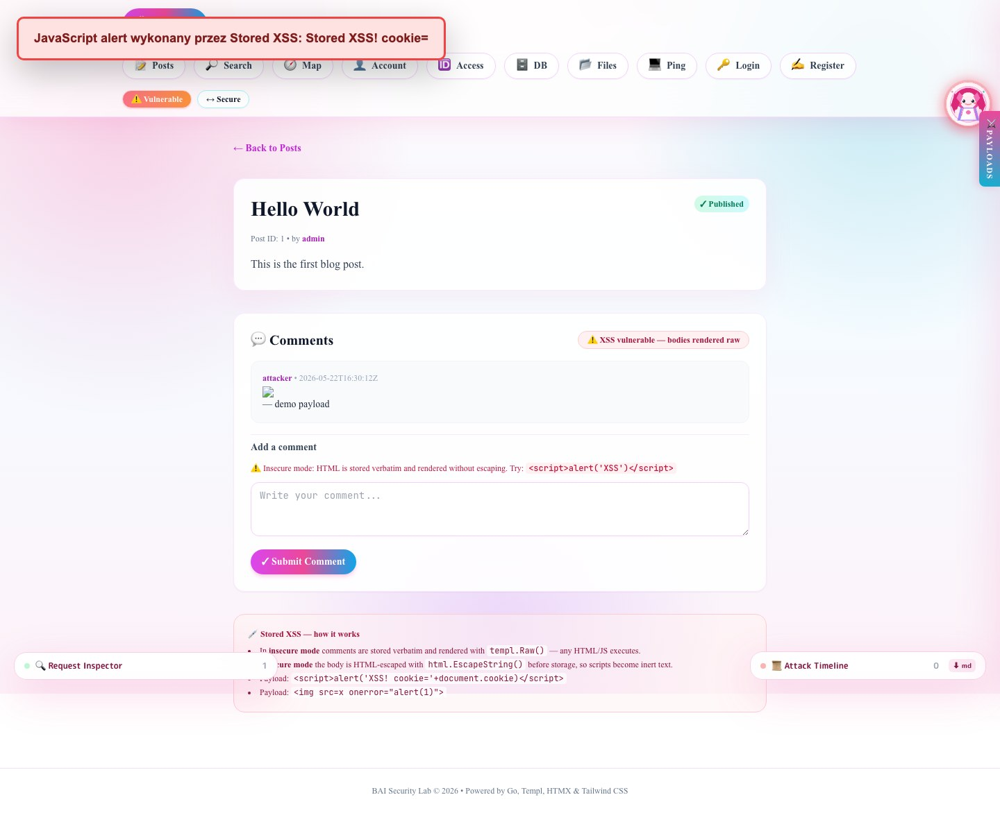 JavaScript alert wykonany przez Stored XSS: Stored XSS! cookie=
Posts
Search
Map
Account
Access
DB
Files
Ping
Login
Register
Vulnerable
↔ Secure
PAYLOADS
← Back to Posts
Hello World
✓ Published
Post ID: 1 • by admin
This is the first blog post.
Comments
XSS vulnerable — bodies rendered raw
attacker • 2026-05-22T16:30:12Z
— demo payload
Add a comment
Insecure mode: HTML is stored verbatim and rendered without escaping. Try: <script>alert('XSS')</script>
Write your comment...
✓ Submit Comment
Stored XSS — how it works
• In insecure mode comments are stored verbatim and rendered with templ.Raw() — any HTML/JS executes.
cure mode the body is HTML-escaped with html.EscapeString() before storage, so scripts become inert text.
• Payload: <script>alert('XSS! cookie='+document.cookie)</script>
• Payload: <img src=x onerror="alert(1)">
Request Inspector 1
Attack Timeline 0 ⬇ md
BAI Security Lab © 2026 • Powered by Go, Templ, HTMX & Tailwind CSS